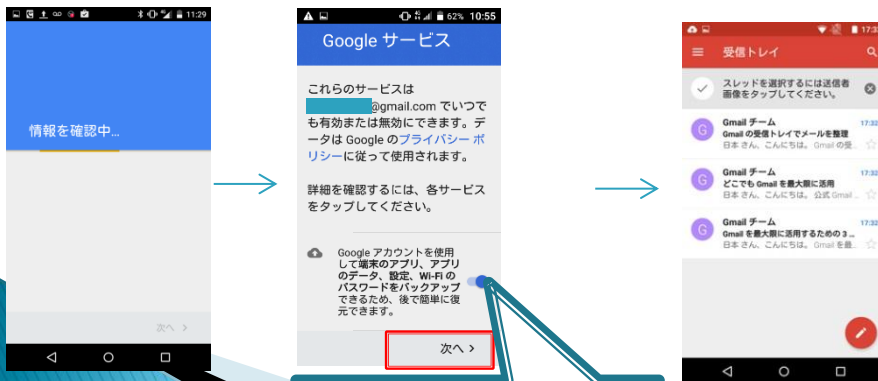 11:29
情報を確認中...
次へ >
62% 10:55
Google サービス
これらのサービスは
@gmail.com でいつで
も有効または無効にできます。デ
ータは Google のプライバシー ポ
リシーに従って使用されます。
詳細を確認するには、各サービス
をタップしてください。
Google アカウントを使用
して端末のアプリ、アプリ
のデータ、設定、Wi-Fi の
パスワードをバックアップ
できるため、後で簡単に復
元できます。
次へ >
受信トレイ
スレッドを選択するには送信者
画像をタップしてください。
G
Gmail チーム 17:32
Gmail の受信トレイでメールを整理
日本 さん、こんにちは。 Gmail の受...
G
Gmail チーム 17:32
どこでも Gmail を最大限に活用
日本 さん、こんにちは。 公式 Gmail...
G
Gmail チーム 17:32
Gmail を最大限に活用するための 3 ...
日本 さん、こんにちは。 Gmail を最...